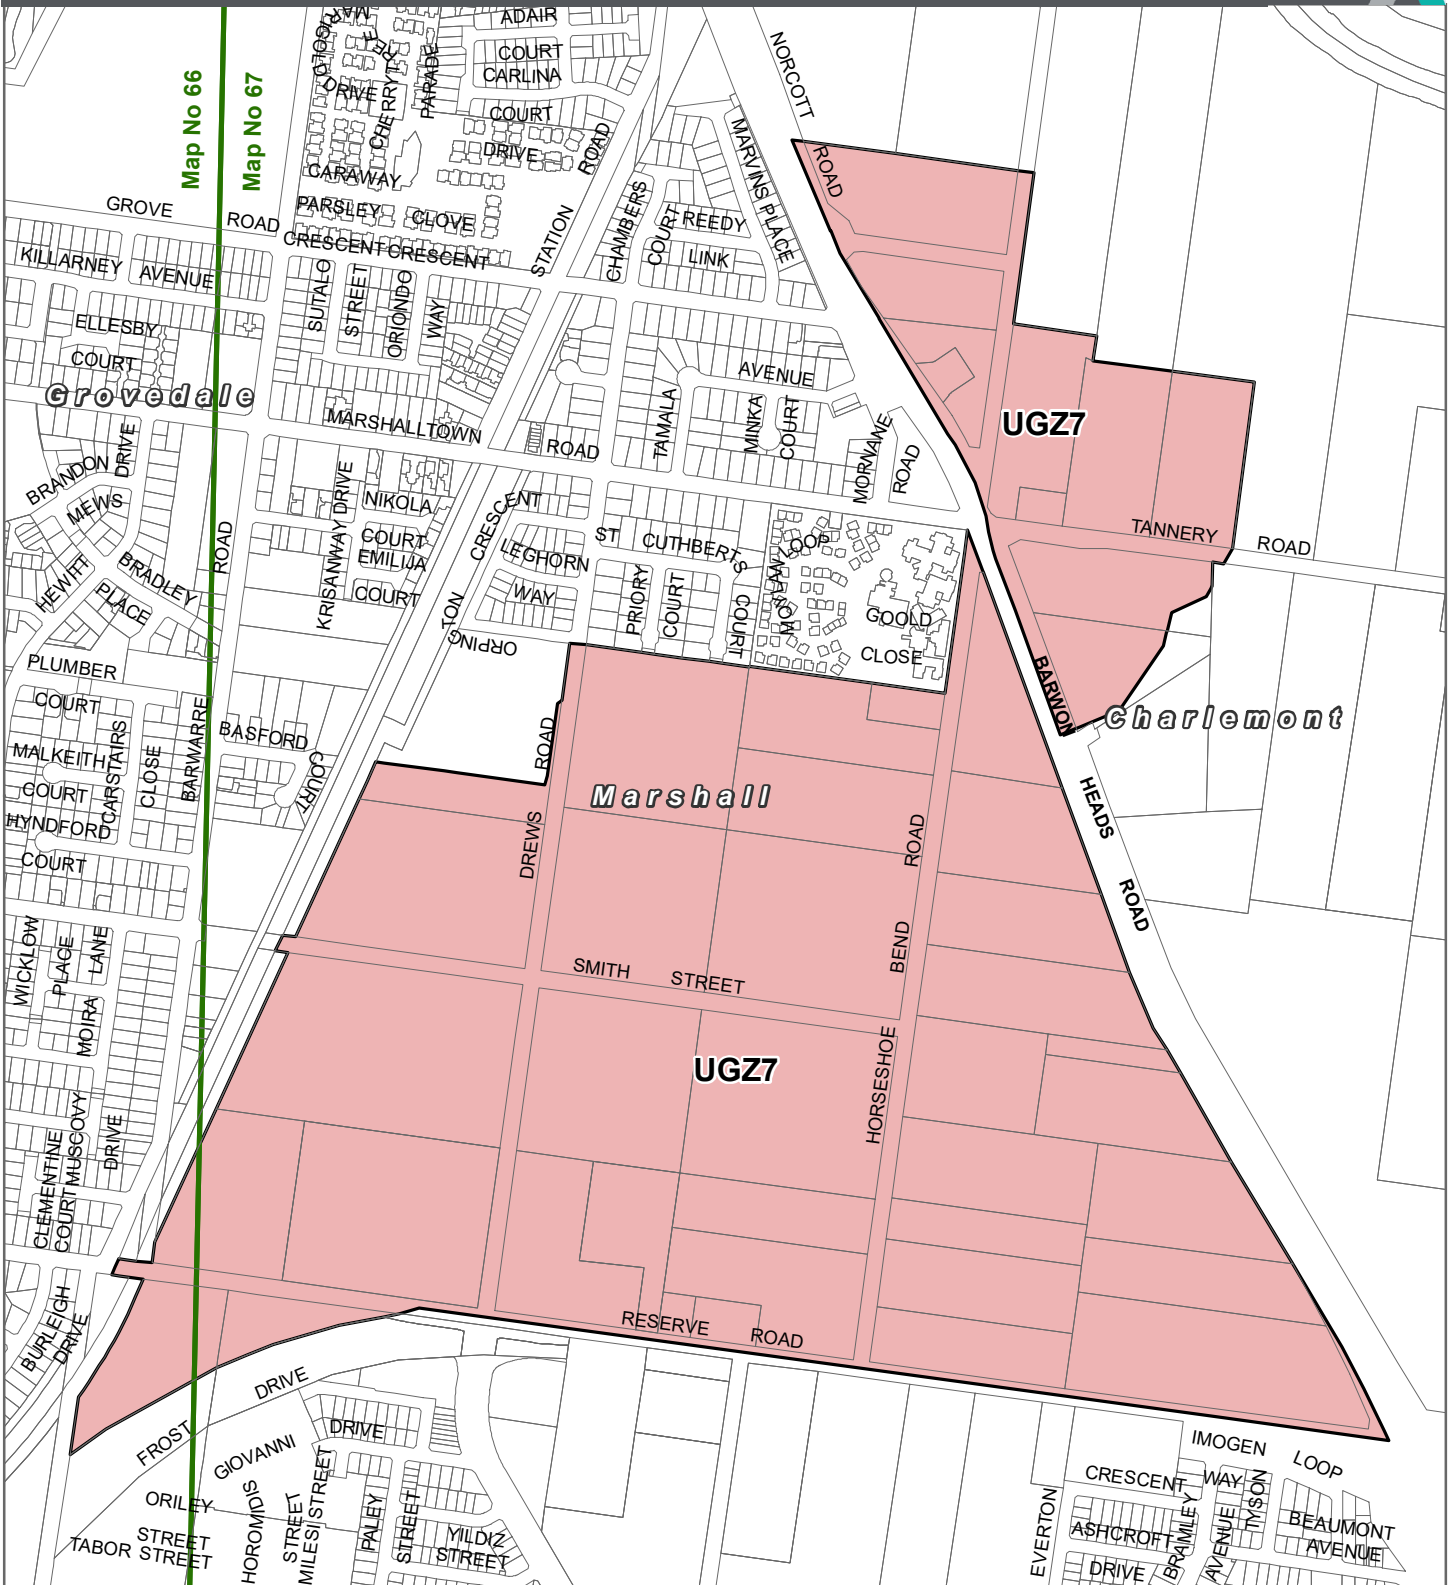 ADAIR
COURT
CARLINA
COURT
DRIVE
CHERRYTREE
PARADE
DRIVE
CARAWAY
PARSLEY
CLOVE
CRESCENT
CRESCENT
Map No 66
Map No 67
NORCOTT
ROAD
MARVINS PLACE
STATION
ROAD
CHAMBERS
COURT
REEDY
LINK
GROVE
ROAD
KILLARNEY
AVENUE
ELLESBY
COURT
SUTALO
STREET
ORIONDO
WAY
Grovedale
MARSHALLTOWN
ROAD
AVENUE
TAMALA
MINKA
COURT
MORNANE
ROAD
UGZ7
BRANDON
DRIVE
MEWS
HEWITT
BRADLEY
PLACE
ROAD
KRISANWAY DRIVE
NIKOLA
COURT
EMILIJA
COURT
CRESCENT
LEGHORN
WAY
ORPINGTON
ST
CUTHBERTS
COURT
PRIORY
COURT
LOOP
MOLLAWI
GOOLD
CLOSE
TANNERY
ROAD
PLUMBER
COURT
MALKEITH
COURT
HYNDFORD
COURT
CARSTAIRS
CLOSE
BARWARRE
BASFORD
COURT
Charlemont
BARWON
HEADS
ROAD
Marshall
DREWS
ROAD
HORSESHOE
BEND
ROAD
SMITH
STREET
UGZ7
WICKLOW
PLACE
LANE
MOIRA
CLEMENTINE
COURT
MUSCOVY
DRIVE
BURLEIGH
DRIVE
RESERVE
ROAD
FROST
DRIVE
GIOVANNI
DRIVE
ORILEY
STREET
TABOR STREET
HOROMIDIS
STREET
MILESI STREET
PALEY
STREET
YILDIZ
STREET
IMOGEN
LOOP
CRESCENT
WAY
TYSON
BEAUMONT
AVENUE
EVERTON
ASHCROFT
DRIVE
BRAMLEY
AVENUE